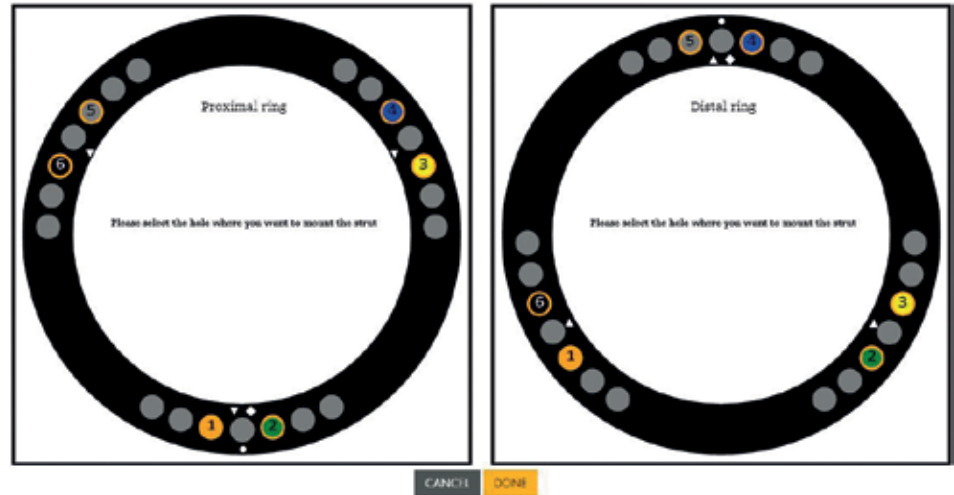 5 4
Proximal ring
6 3
Please select the hole where you want to mount the strut
1 2
5 4
Distal ring
Please select the hole where you want to mount the strut
6 3
1 2
CANCEL DONE